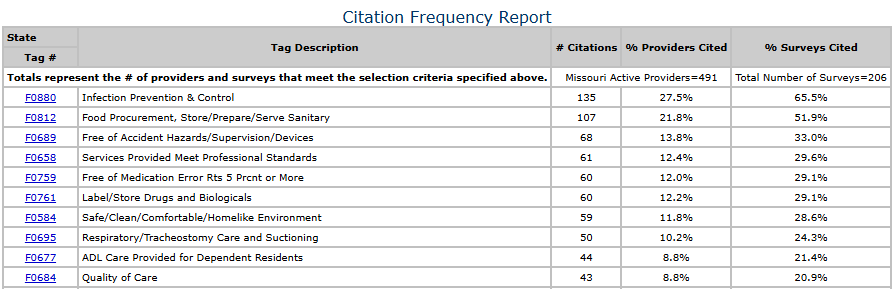 Citation Frequency Report
State
Tag # Tag Description # Citations % Providers Cited % Surveys Cited
Totals represent the # of providers and surveys that meet the selection criteria specified above. Missouri Active Providers=491 Total Number of Surveys=206
F0880 Infection Prevention & Control 135 27.5% 65.5%
F0812 Food Procurement, Store/Prepare/Serve Sanitary 107 21.8% 51.9%
F0689 Free of Accident Hazards/Supervision/Devices 68 13.8% 33.0%
F0658 Services Provided Meet Professional Standards 61 12.4% 29.6%
F0759 Free of Medication Error Rts 5 Prcnt or More 60 12.0% 29.1%
F0761 Label/Store Drugs and Biologicals 60 12.2% 29.1%
F0584 Safe/Clean/Comfortable/Homelike Environment 59 11.8% 28.6%
F0695 Respiratory/Tracheostomy Care and Suctioning 50 10.2% 24.3%
F0677 ADL Care Provided for Dependent Residents 44 8.8% 21.4%
F0684 Quality of Care 43 8.8% 20.9%